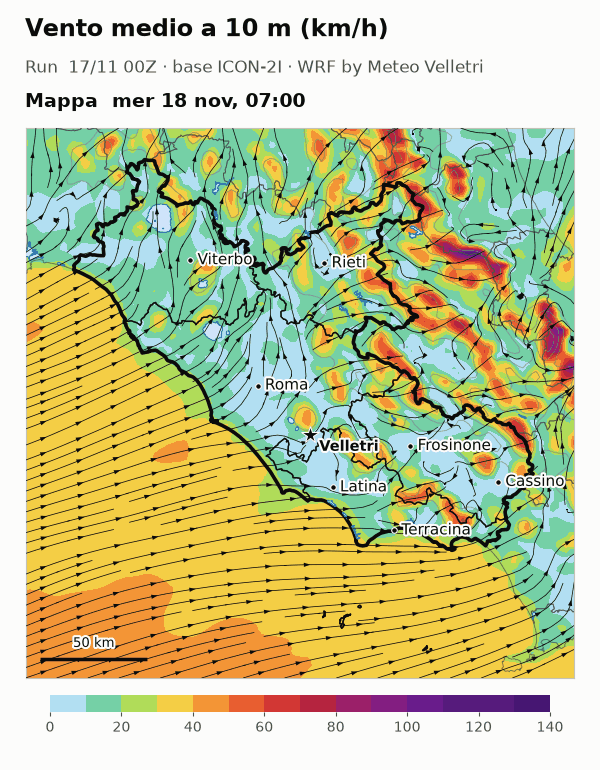 Vento medio a 10 m (km/h)
Run  17/11 00Z · base ICON-2I · WRF by Meteo Velletri
Mappa  mer 18 nov, 07:00
Viterbo
Rieti
Roma
Velletri
Frosinone
Cassino
Latina
Terracina
50 km
0 20 40 60 80 100 120 140